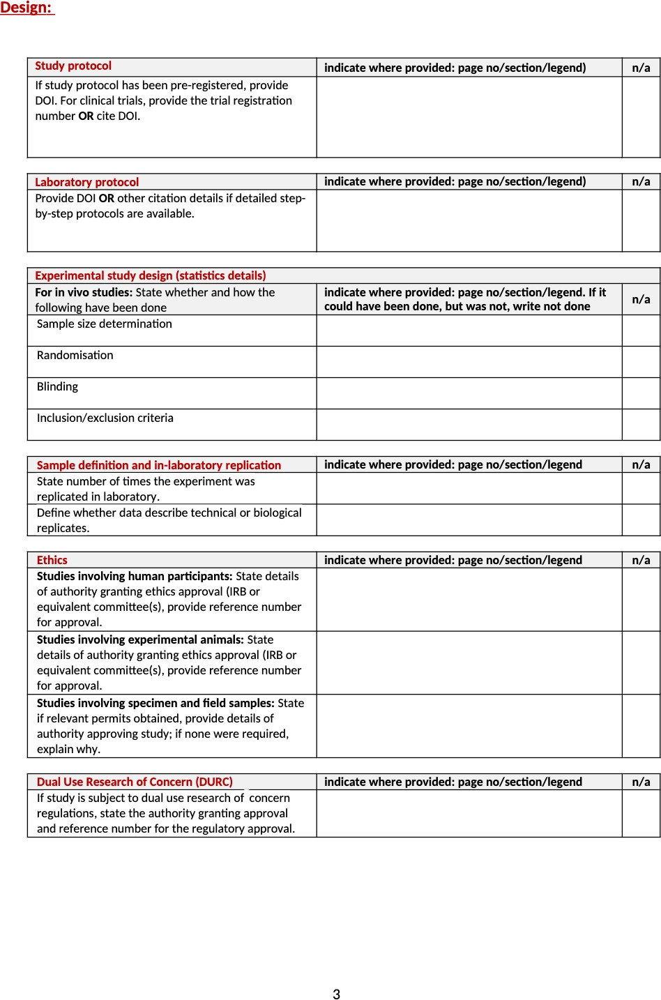 Design:
Study protocol
indicate where provided: page no/section/legend)
n/a
If study protocol has been pre-registered, provide
DOI. For clinical trials, provide the trial registration
number OR cite DOI.
Laboratory protocol
indicate where provided: page no/section/legend)
n/a
Provide DOI OR other citation details if detailed step-
by-step protocols are available.
Experimental study design (statistics details)
For in vivo studies: State whether and how the
following have been done
indicate where provided: page no/section/legend. If it
could have been done, but was not, write not done
n/a
Sample size determination
Randomisation
Blinding
Inclusion/exclusion criteria
Sample definition and in-laboratory replication
indicate where provided: page no/section/legend
n/a
State number of times the experiment was
replicated in laboratory.
Define whether data describe technical or biological
replicates.
Ethics
indicate where provided: page no/section/legend
n/a
Studies involving human participants: State details
of authority granting ethics approval (IRB or
equivalent committee(s), provide reference number
for approval.
Studies involving experimental animals: State
details of authority granting ethics approval (IRB or
equivalent committee(s), provide reference number
for approval.
Studies involving specimen and field samples: State
if relevant permits obtained, provide details of
authority approving study; if none were required,
explain why.
Dual Use Research of Concern (DURC)
indicate where provided: page no/section/legend
n/a
If study is subject to dual use research of concern
regulations, state the authority granting approval
and reference number for the regulatory approval.
3